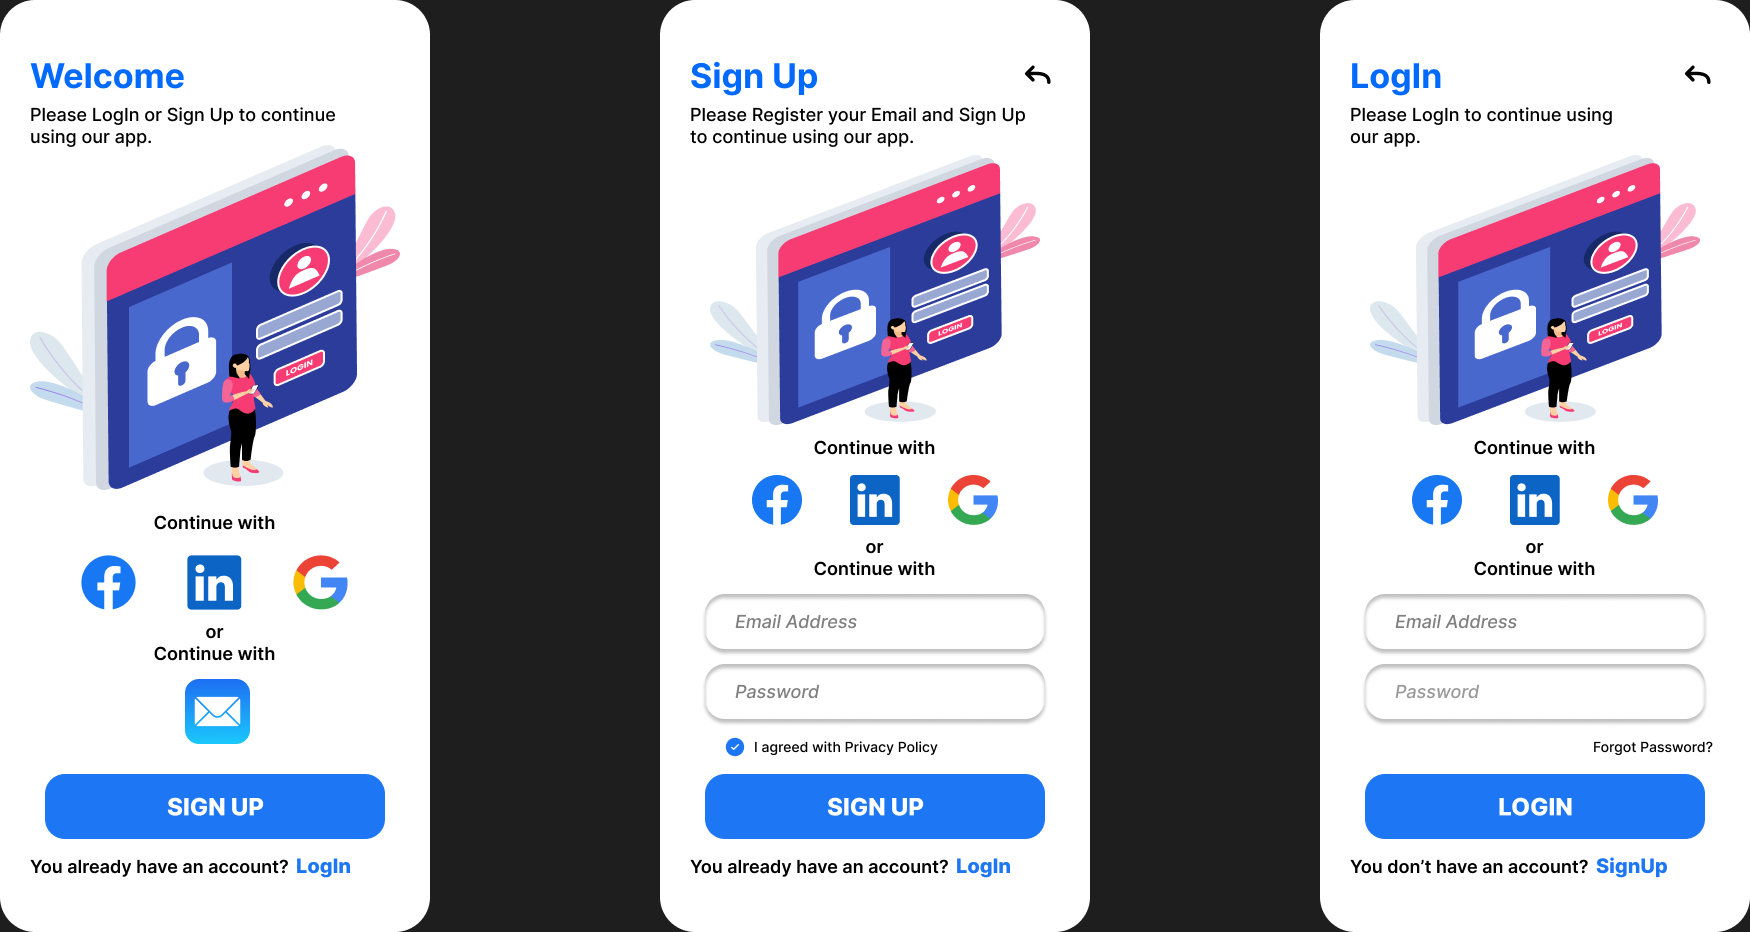 Welcome
Please LogIn or Sign Up to continue
using our app.
LOGIN
Continue with
in
or
Continue with
SIGN UP
You already have an account? LogIn
Sign Up
Please Register your Email and Sign Up
to continue using our app.
LOGIN
Continue with
in
or
Continue with
Email Address
Password
I agreed with Privacy Policy
SIGN UP
You already have an account? LogIn
LogIn
Please LogIn to continue using
our app.
LOGIN
Continue with
in
or
Continue with
Email Address
Password
Forgot Password?
LOGIN
You don’t have an account? SignUp